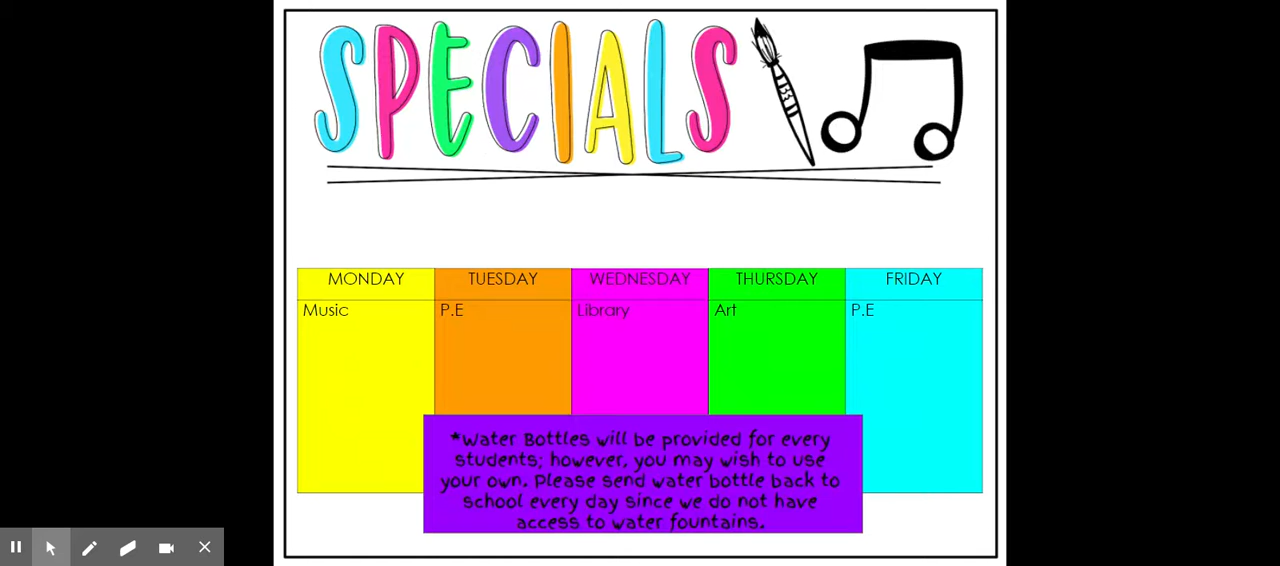 SPECIALS
MONDAY TUESDAY WEDNESDAY THURSDAY FRIDAY
Music P.E Library Art P.E
*Water Bottles will be provided for every
students; however, you may wish to use
your own. Please send water bottle back to
school every day since we do not have
access to water fountains.